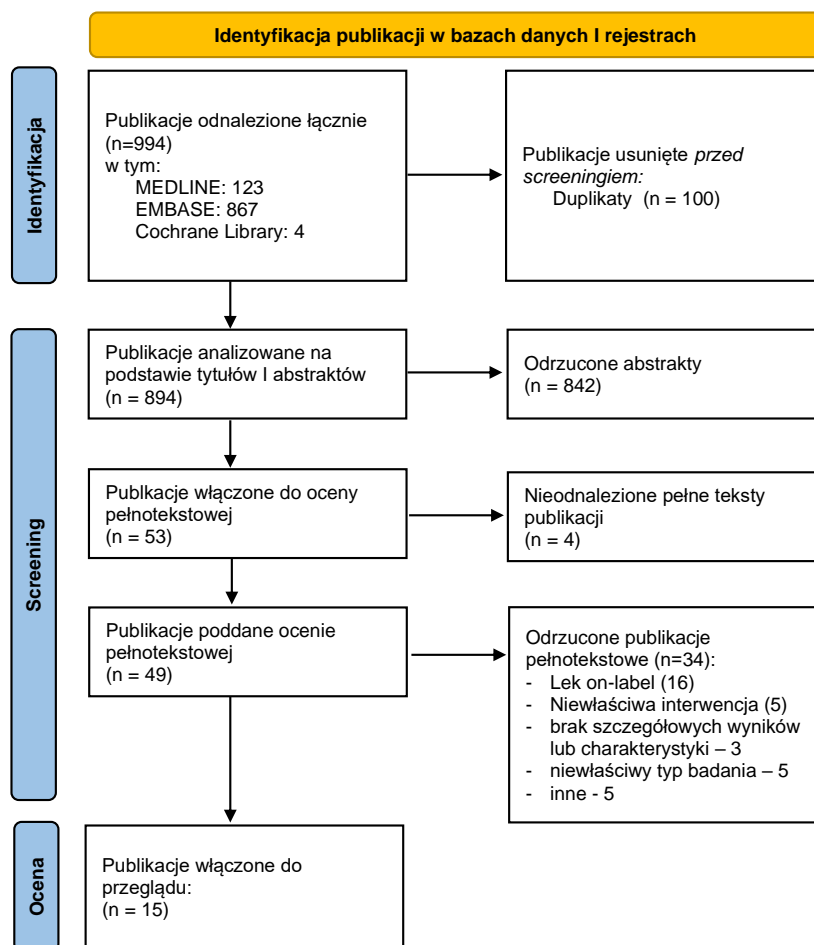 Identyfikacja publikacji w bazach danych I rejestrach
Identyfikacja
Publikacje odnalezione łącznie
(n=994)
w tym:
MEDLINE: 123
EMBASE: 867
Cochrane Library: 4
Publikacje usunięte przed
screeningiem:
Duplikaty (n = 100)
Screening
Publikacje analizowane na
podstawie tytułów I abstraktów
(n = 894)
Odrzucone abstrakty
(n = 842)
Publkacje włączone do oceny
pełnotekstowej
(n = 53)
Nieodnalezione pełne teksty
publikacji
(n = 4)
Publikacje poddane ocenie
pełnotekstowej
(n = 49)
Odrzucone publikacje
pełnotekstowe (n=34):
- Lek on-label (16)
- Niewłaściwa interwencja (5)
- brak szczegółowych wyników
lub charakterystyki – 3
- niewłaściwy typ badania – 5
- inne - 5
Ocena
Publikacje włączone do
przeglądu:
(n = 15)